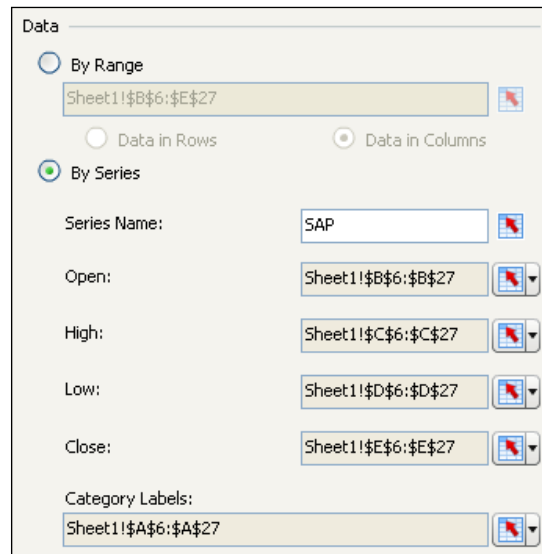 Data
By Range
Sheet1!$B$6:$E$27
Data in Rows Data in Columns
By Series
Series Name: SAP
Open: Sheet1!$B$6:$B$27
High: Sheet1!$C$6:$C$27
Low: Sheet1!$D$6:$D$27
Close: Sheet1!$E$6:$E$27
Category Labels:
Sheet1!$A$6:$A$27